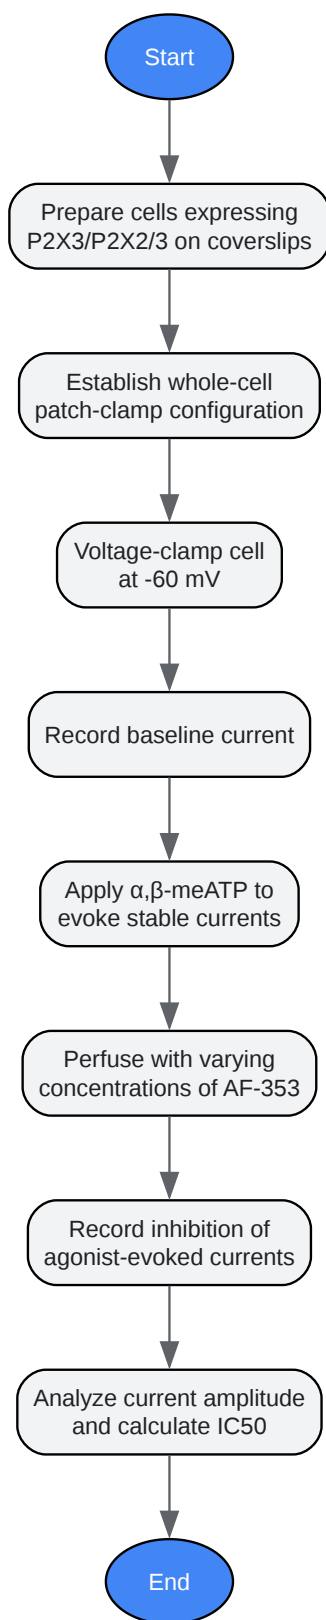 Start
Prepare cells expressing
P2X3/P2X2/3 on coverslips
Establish whole-cell
patch-clamp configuration
Voltage-clamp cell
at -60 mV
Record baseline current
Apply α,β-meATP to
evoke stable currents
Perfuse with varying
concentrations of AF-353
Record inhibition of
agonist-evoked currents
Analyze current amplitude
and calculate IC50
End